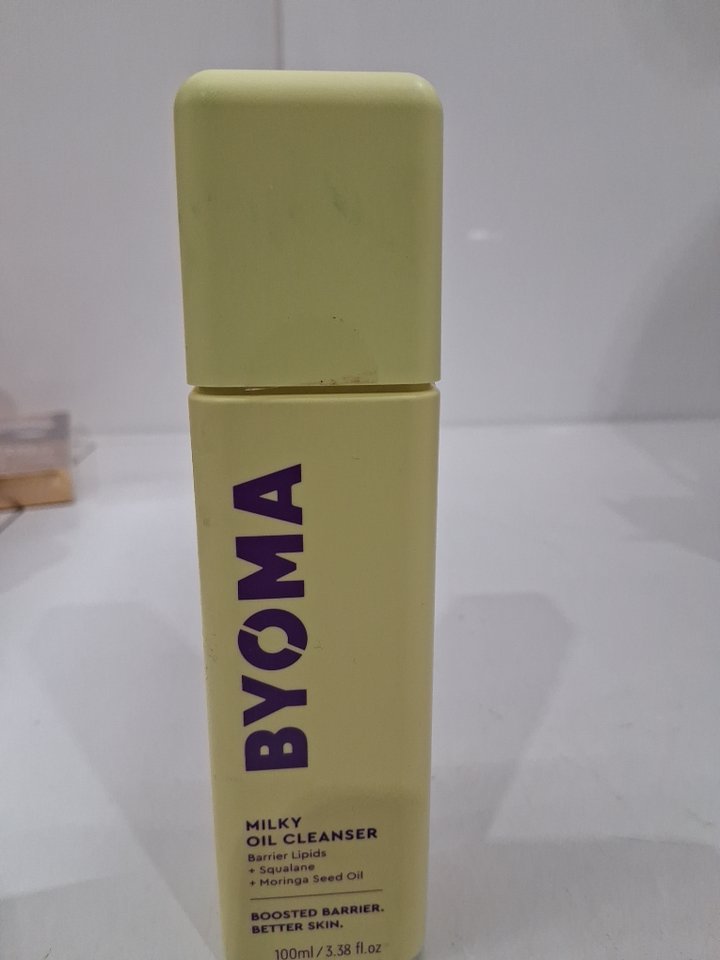 BYOMA
MILKY
OIL CLEANSER
Barrier Lipids
+ Squalane
+ Moringa Seed Oil
BOOSTED BARRIER.
BETTER SKIN.
100ml / 3.38 fl.oz